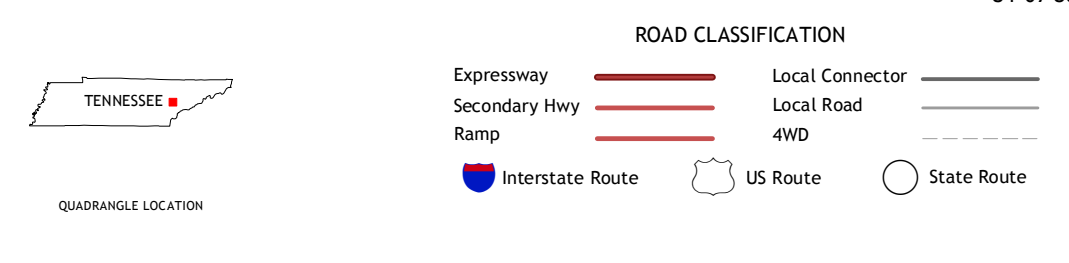 ROAD CLASSIFICATION
Expressway
Local Connector
Secondary Hwy
Local Road
Ramp
4WD
Interstate Route
US Route
State Route
TENNESSEE
QUADRANGLE LOCATION